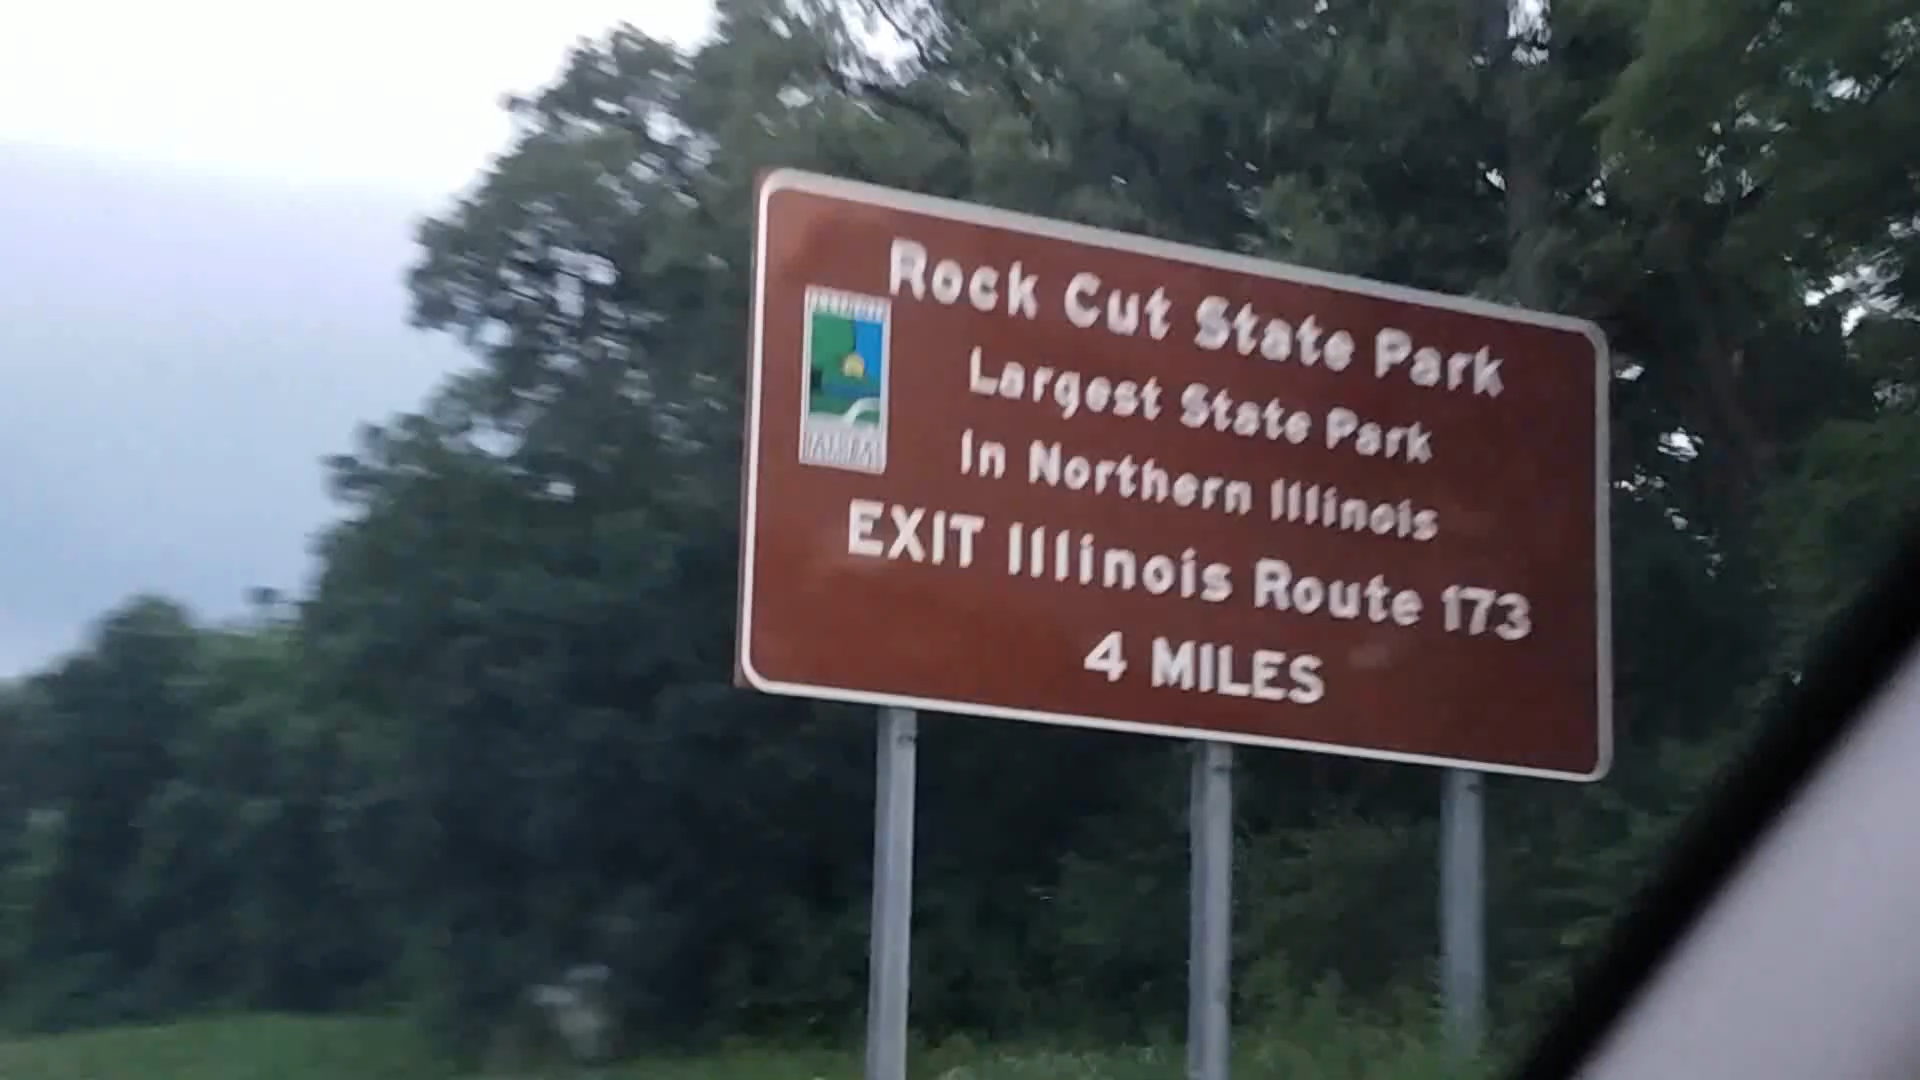 Rock Cut State Park
Largest State Park
In Northern Illinois
EXIT Illinois Route 173
4 MILES